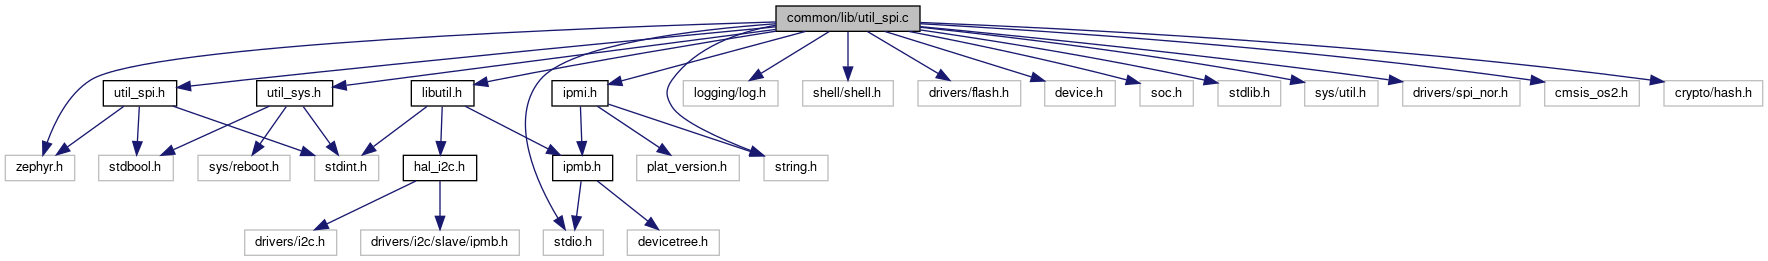 common/lib/util_spi.c
util_spi.h
util_sys.h
libutil.h
ipmi.h
logging/log.h
shell/shell.h
drivers/flash.h
device.h
soc.h
stdlib.h
sys/util.h
drivers/spi_nor.h
cmsis_os2.h
crypto/hash.h
zephyr.h
stdbool.h
sys/reboot.h
stdint.h
hal_i2c.h
ipmb.h
plat_version.h
string.h
drivers/i2c.h
drivers/i2c/slave/ipmb.h
stdio.h
devicetree.h